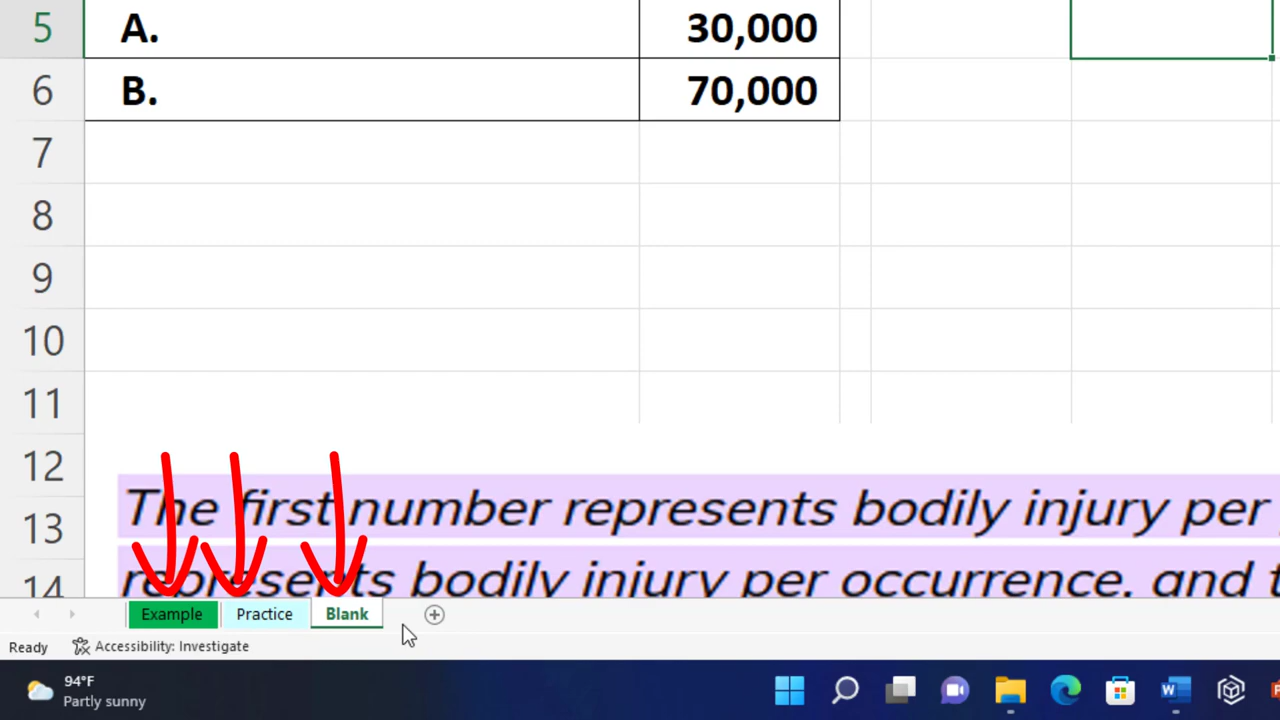 5 A. 30,000
6 B. 70,000
7
8
9
10
11
12
13 The first number represents bodily injury per
14 represents bodily injury per occurrence, and t
Example Practice Blank
Ready Accessibility: Investigate
94°F
Partly sunny